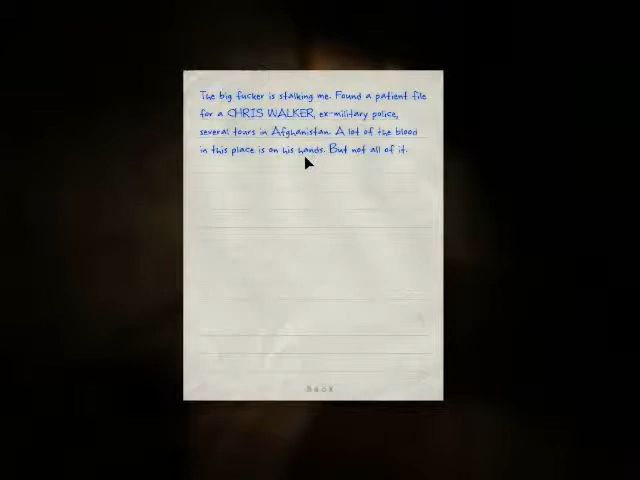 The big fucker is stalking me. Found a patient file
for a CHRIS WALKER, ex-military police,
several tours in Afghanistan. A lot of the blood
in this place is on his hands. But not all of it.
Back